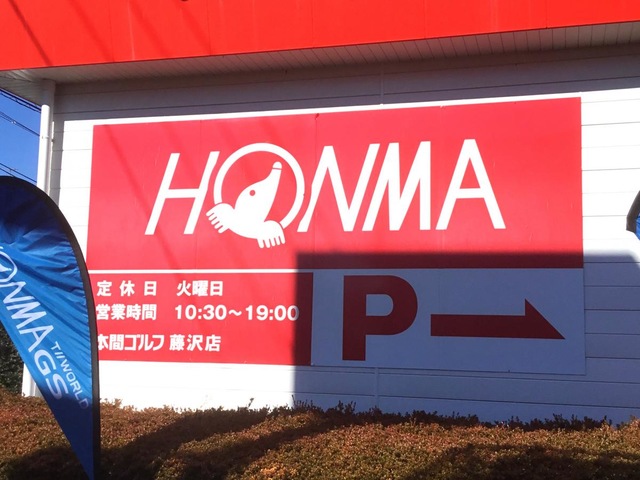 HONMA
定休日 火曜日
営業時間 10:30〜19:00
本間ゴルフ 藤沢店
P
HONMA GS
T//WORLD